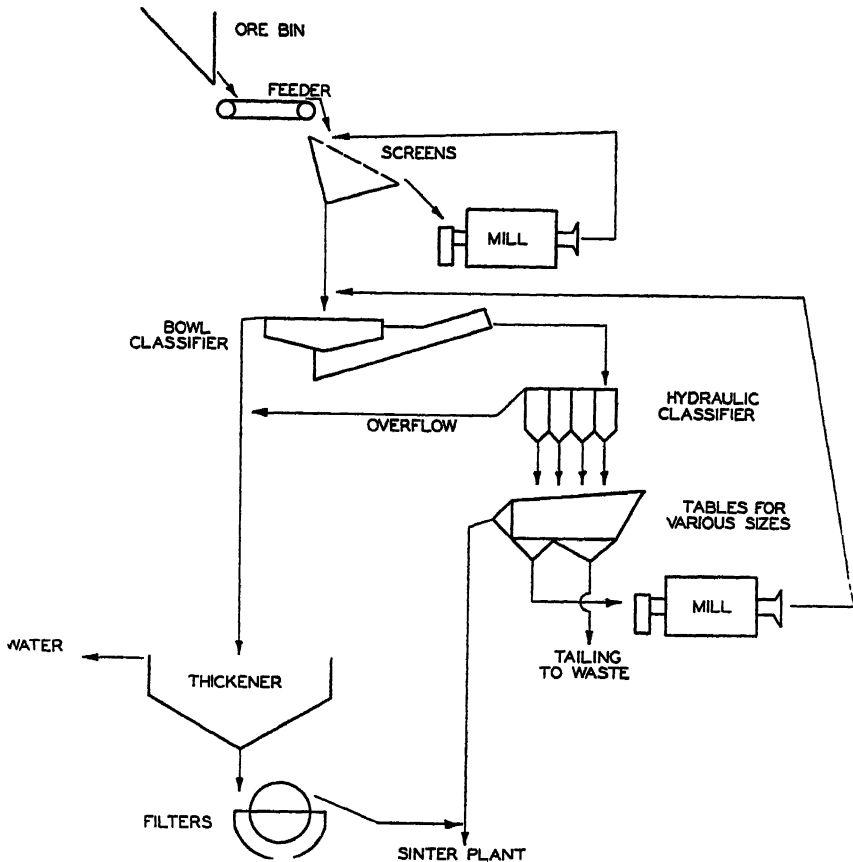 ORE BIN
FEEDER
SCREENS
MILL
BOWL
CLASSIFIER
HYDRAULIC
CLASSIFIER
OVERFLOW
TABLES FOR
VARIOUS SIZES
MILL
WATER
TAILING
TO WASTE
THICKENER
FILTERS
SINTER PLANT